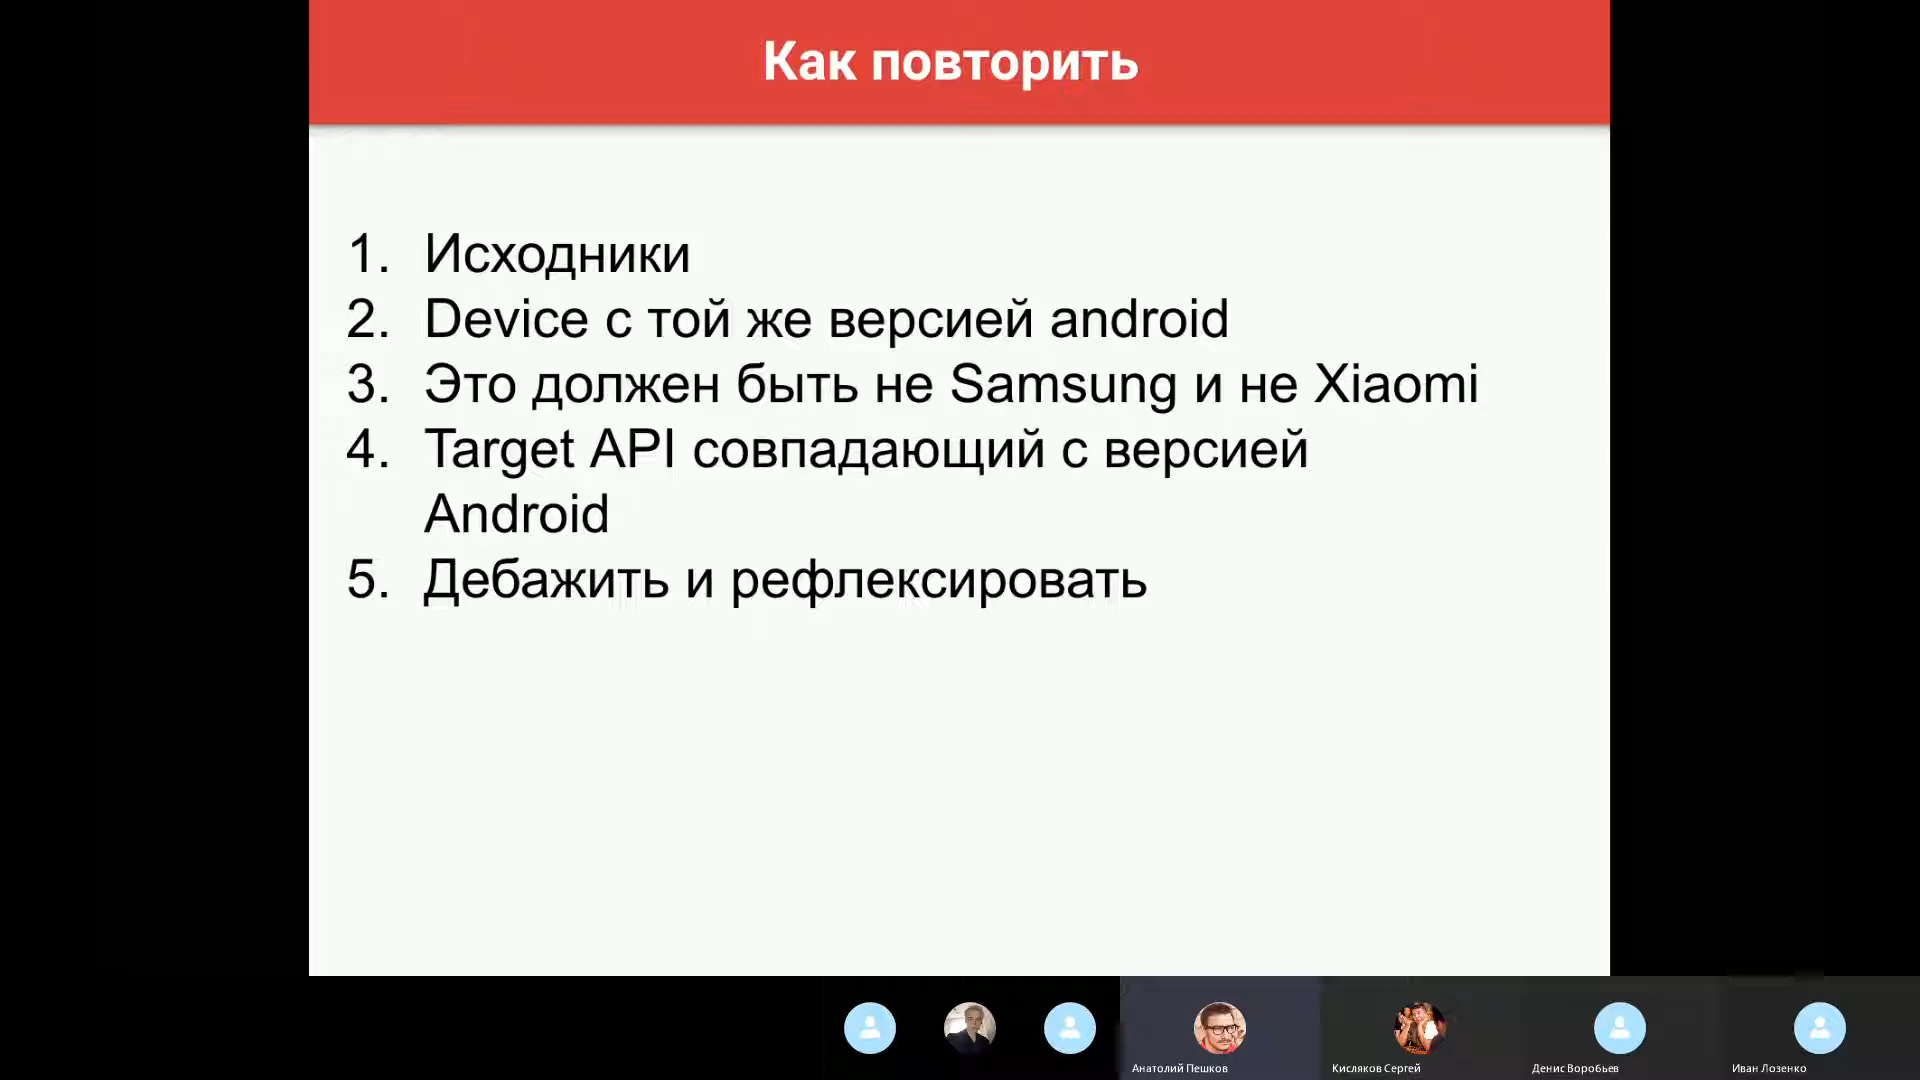 Как повторить
1. Исходники
2. Device с той же версией android
3. Это должен быть не Samsung и не Xiaomi
4. Target API совпадающий с версией
Android
5. Дебажить и рефлексировать
Анатолий Пешков
Кисляков Сергей
Денис Воробьев
Иван Лозенко